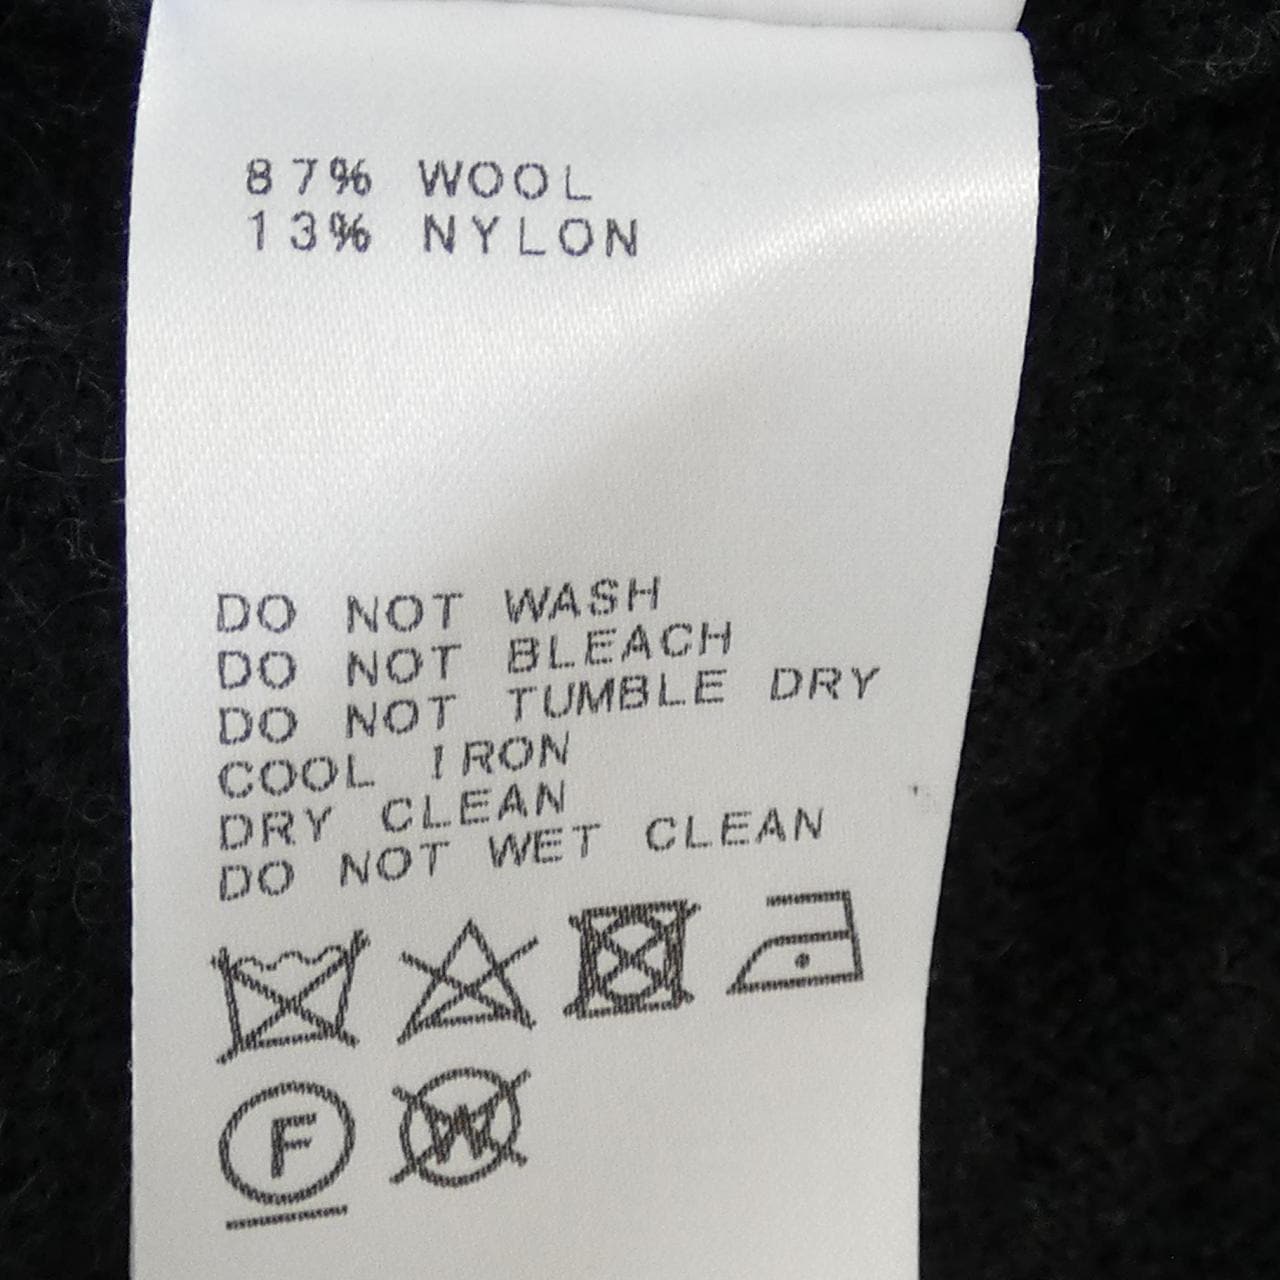 87% WOOL
13% NYLON
DO NOT WASH
DO NOT BLEACH
DO NOT TUMBLE DRY
COOL IRON
DRY CLEAN
DO NOT WET CLEAN
F W